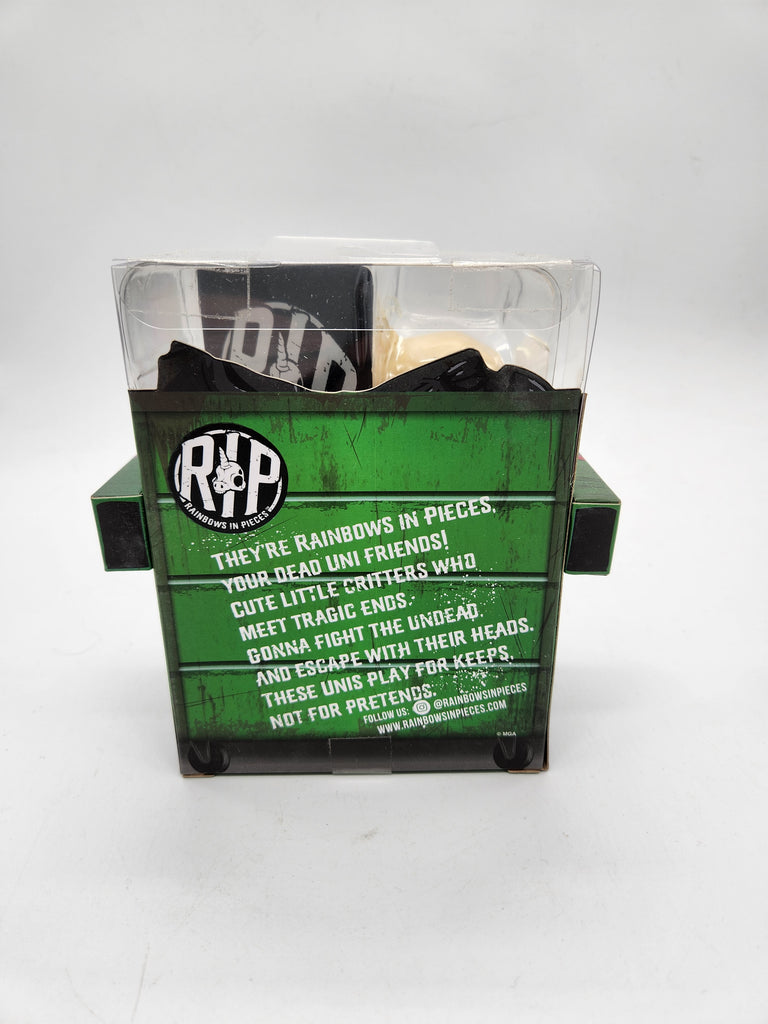 RIP
RIP
RAINBOWS IN PIECES
THEY'RE RAINBOWS IN PIECES,
YOUR DEAD UNI FRIENDS!
CUTE LITTLE CRITTERS WHO
MEET TRAGIC ENDS.
GONNA FIGHT THE UNDEAD
AND ESCAPE WITH THEIR HEADS.
THESE UNIS PLAY FOR KEEPS,
NOT FOR PRETENDS.
FOLLOW US: @RAINBOWSINPIECES
WWW.RAINBOWSINPIECES.COM
© MGA